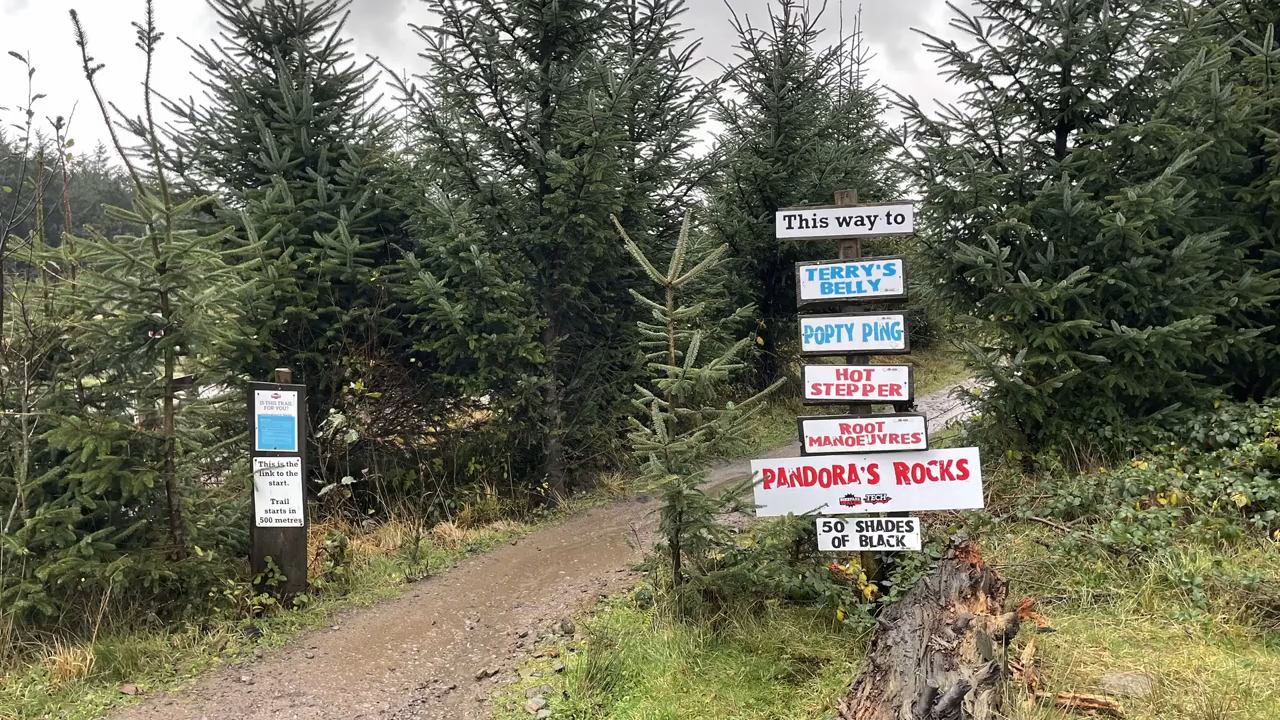 IS THIS TRAIL
FOR YOU?
This is the
link to the
start.
Trail
starts in
500 metres
This way to
TERRY'S
BELLY
POPTY PING
HOT
STEPPER
ROOT
MANOEUVRES
PANDORA'S ROCKS
TECH
50 SHADES
OF BLACK